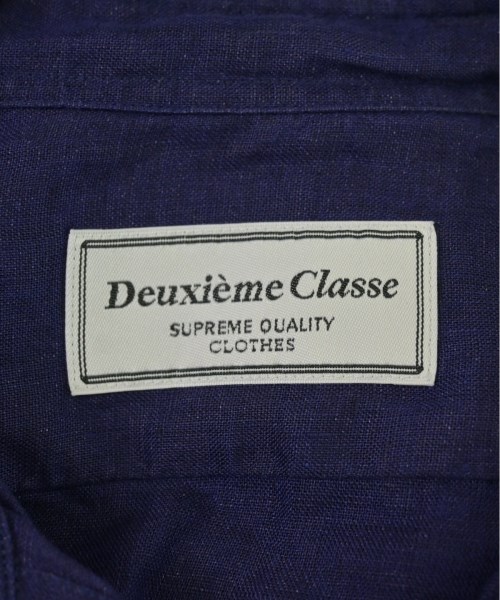 Deuxième Classe
SUPREME QUALITY
CLOTHES